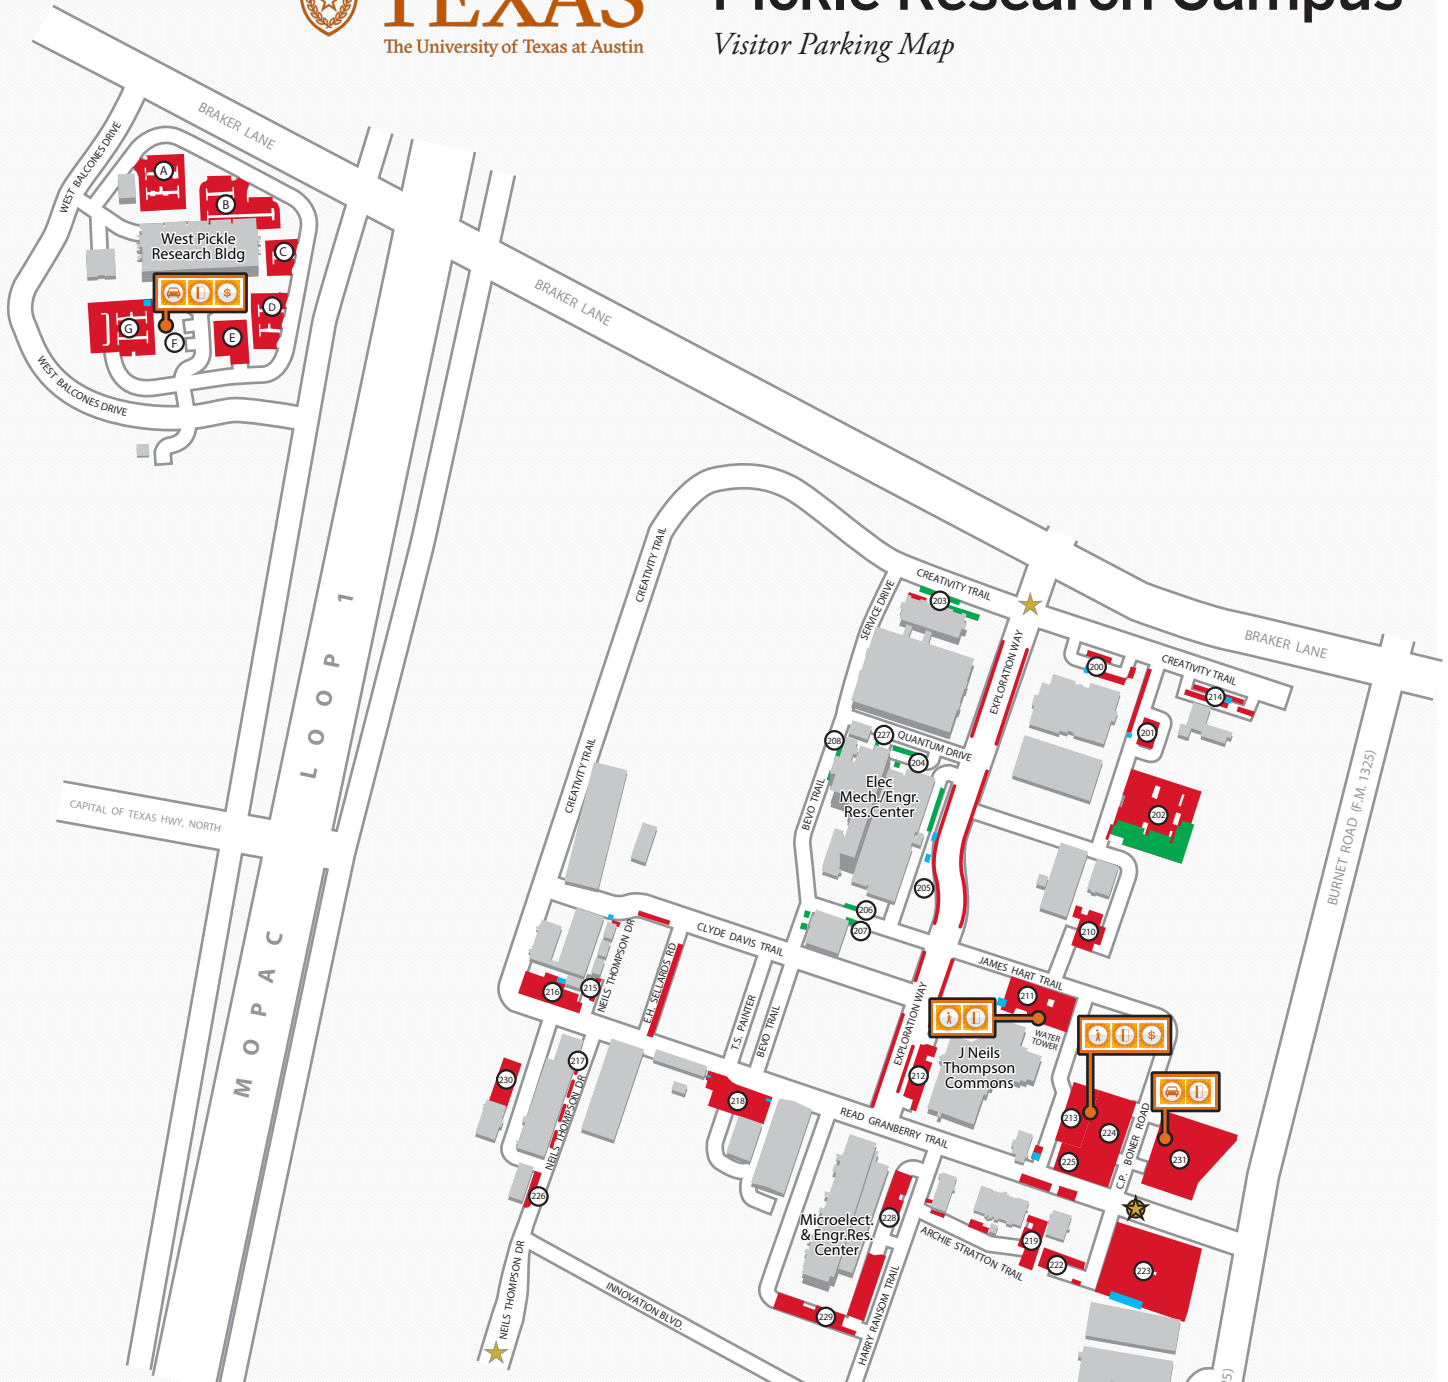 TEXAS
The University of Texas at Austin
Pickle Research Campus
Visitor Parking Map
BRAKER LANE
WEST BALCONES DRIVE
A
B
West Pickle
Research Bldg
C
$
D
G
F
E
WEST BALCONES DRIVE
BRAKER LANE
LOOP 1
MOPAC
CAPITAL OF TEXAS HWY. NORTH
CREATIVITY TRAIL
CREATIVITY TRAIL
SERVICE DRIVE
203
EXPLORATION WAY
BRAKER LANE
CREATIVITY TRAIL
200
214
201
208
227
QUANTUM DRIVE
204
CREATIVITY TRAIL
Elec
Mech./Engr.
Res.Center
BEVO TRAIL
202
BURNET ROAD (F.M. 1325)
205
206
207
210
CLYDE DAVIS TRAIL
NEILS THOMPSON DR
E.H. SELLARDS RD
216
215
T.S. PAINTER
BEVO TRAIL
JAMES HART TRAIL
211
EXPLORATION WAY
WATER
TOWER
$
J Neils
Thompson
Commons
212
217
230
NEILS THOMPSON DR
218
READ GRANBERRY TRAIL
213
224
225
C.P. BONER ROAD
231
226
228
Microelect.
& Engr.Res.
Center
ARCHIE STRATTON TRAIL
219
222
223
NEILS THOMPSON DR
INNOVATION BLVD.
229
HARRY RANSOM TRAIL
25)